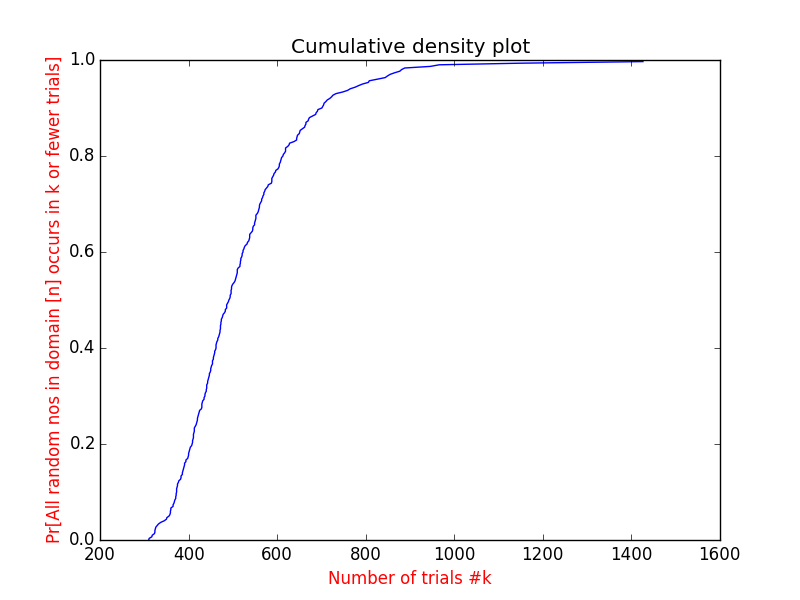 Cumulative density plot
Pr[All random nos in domain [n] occurs in k or fewer trials]
1.0
0.8
0.6
0.4
0.2
0.0
200 400 600 800 1000 1200 1400 1600
Number of trials #k